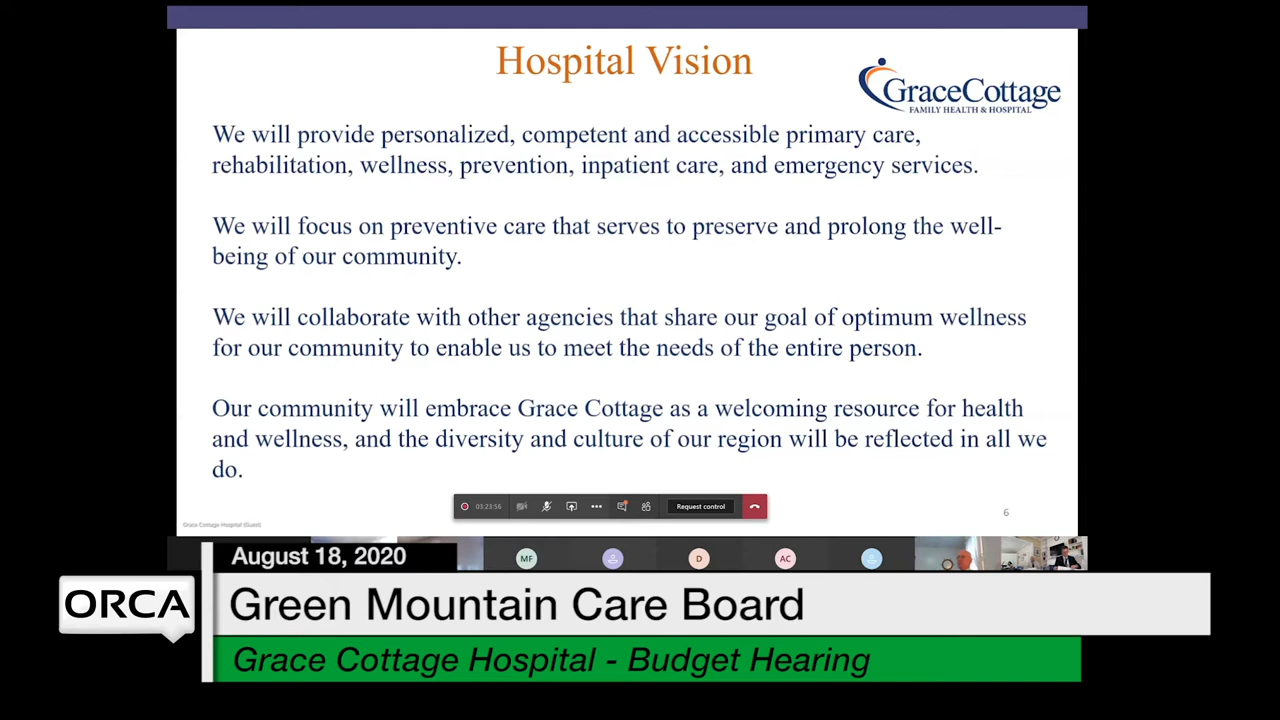 Hospital Vision
GraceCottage
FAMILY HEALTH & HOSPITAL
We will provide personalized, competent and accessible primary care,
rehabilitation, wellness, prevention, inpatient care, and emergency services.
We will focus on preventive care that serves to preserve and prolong the well-
being of our community.
We will collaborate with other agencies that share our goal of optimum wellness
for our community to enable us to meet the needs of the entire person.
Our community will embrace Grace Cottage as a welcoming resource for health
and wellness, and the diversity and culture of our region will be reflected in all we
do.
03:23:56
Request control
6
Grace Cottage Hospital (Guest)
MF
D
AC
August 18, 2020
ORCA
Green Mountain Care Board
Grace Cottage Hospital - Budget Hearing